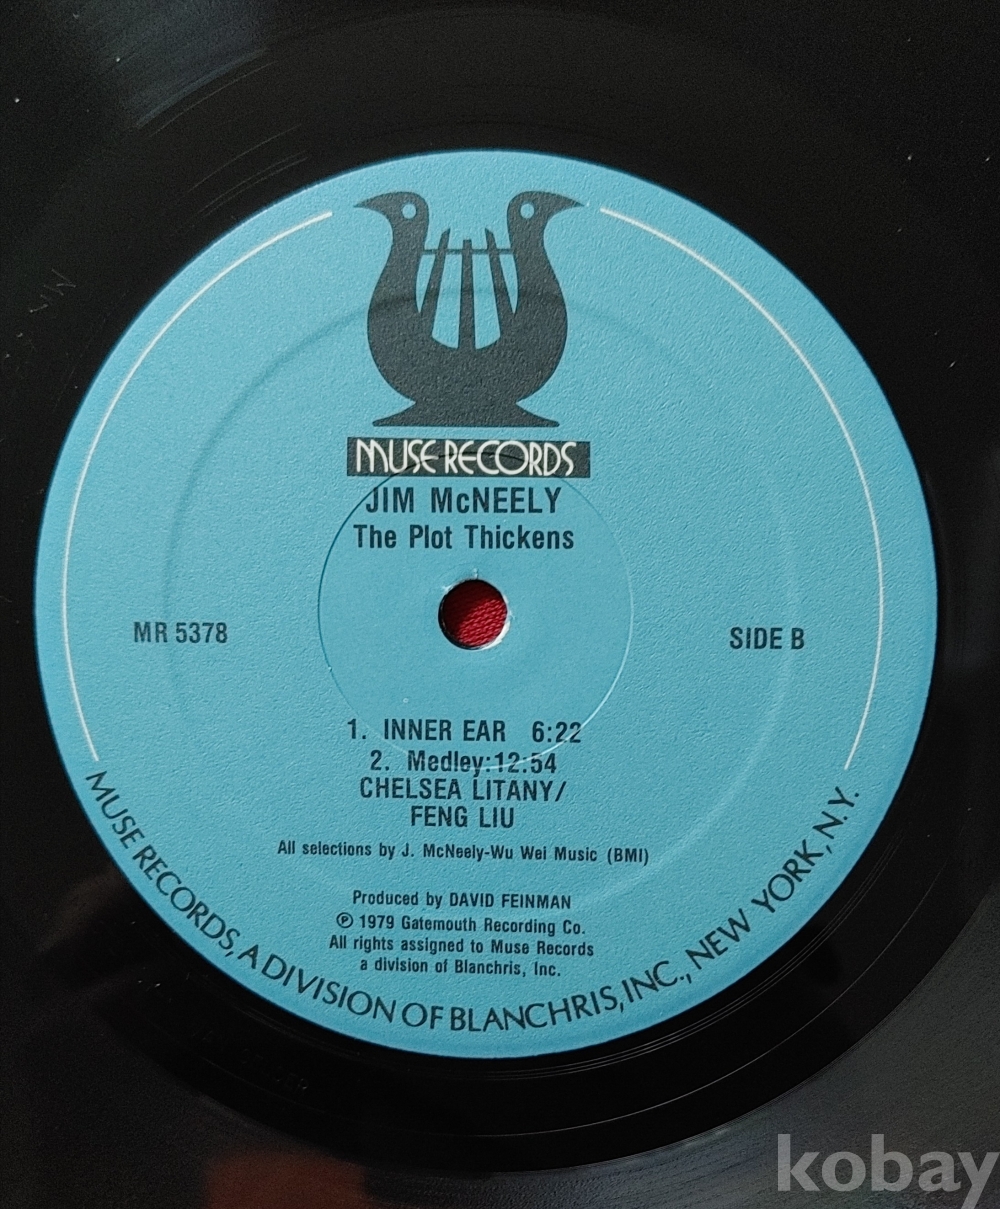 MUSE RECORDS
JIM McNEELY
The Plot Thickens
MR 5378
SIDE B
1. INNER EAR 6:22
2. Medley:12:54
CHELSEA LITANY/
FENG LIU
All selections by J. McNeely-Wu Wei Music (BMI)
Produced by DAVID FEINMAN
℗ 1979 Gatemouth Recording Co.
All rights assigned to Muse Records
a division of Blanchris, Inc.
MUSE RECORDS, A DIVISION OF BLANCHRIS, INC., NEW YORK, N.Y.
kobay